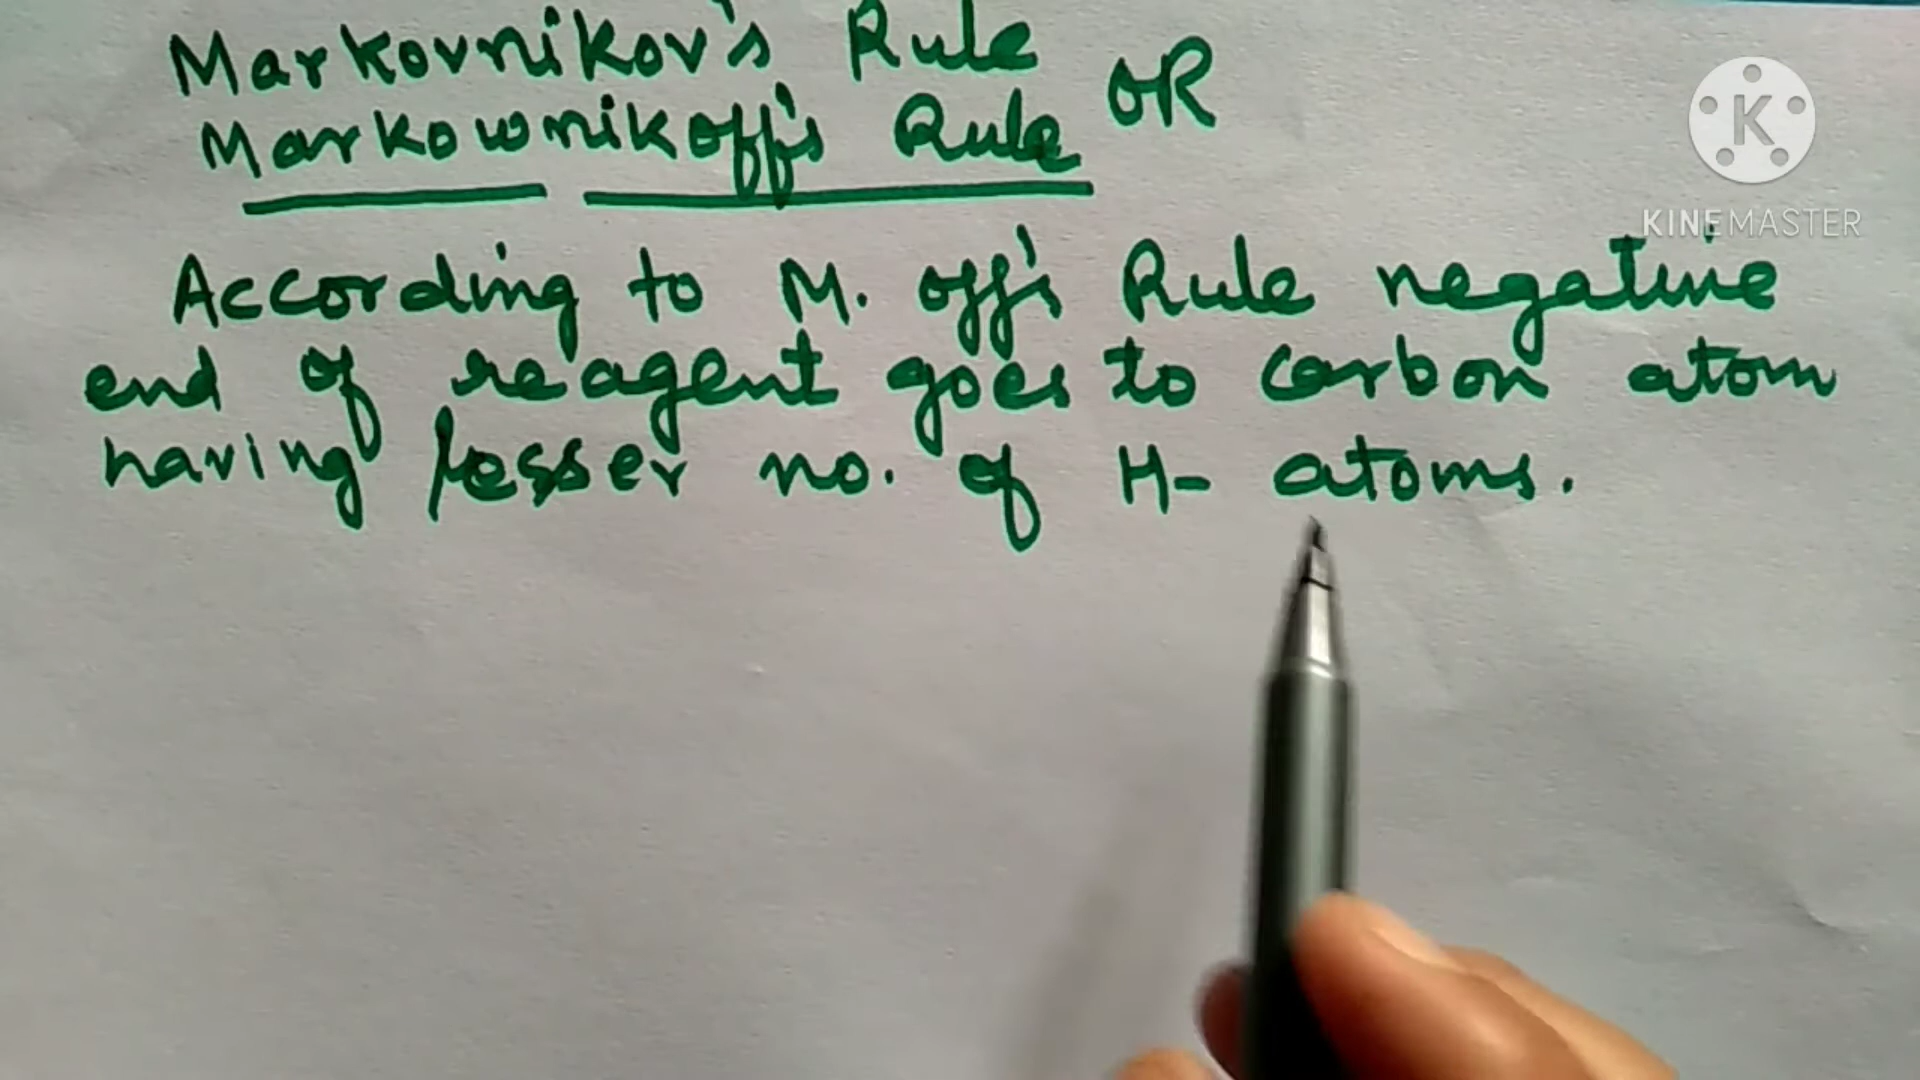 Markovnikov's Rule OR
Markownikoff's Rule
According to M. off's Rule negative
end of reagent goes to carbon atom
having lesser no. of H- atoms.
K
KINEMASTER